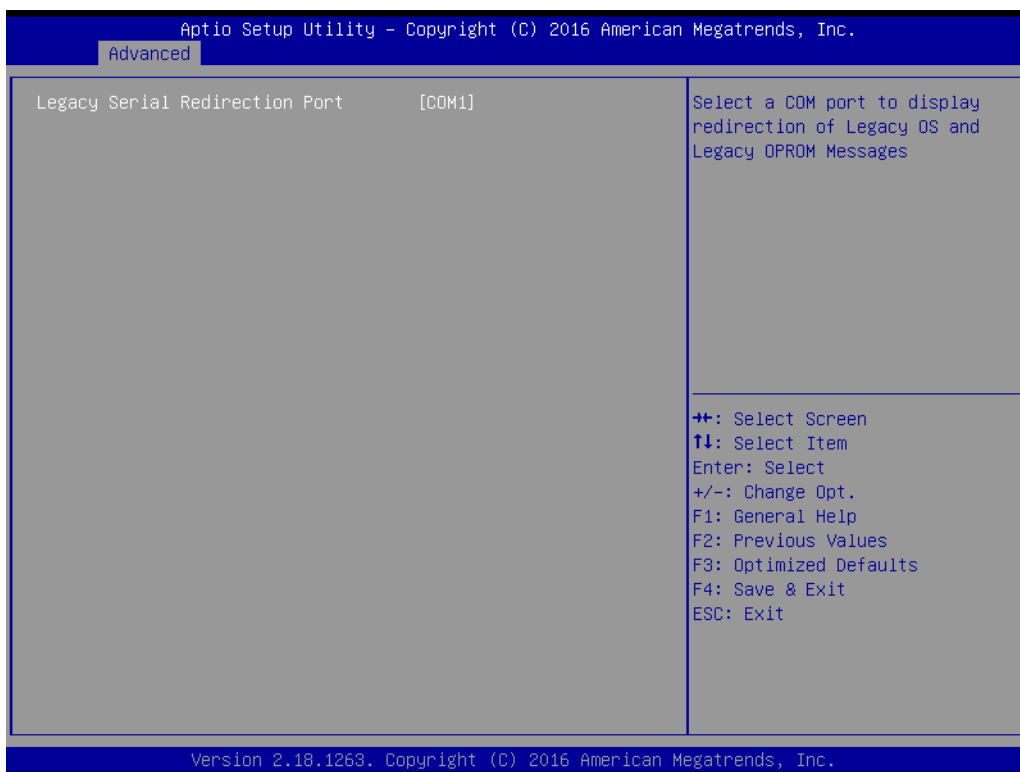 Aptio Setup Utility – Copyright (C) 2016 American Megatrends, Inc.
Advanced
Legacy Serial Redirection Port [COM1]
Select a COM port to display
redirection of Legacy OS and
Legacy OPROM Messages
→←: Select Screen
↑↓: Select Item
Enter: Select
+/-: Change Opt.
F1: General Help
F2: Previous Values
F3: Optimized Defaults
F4: Save & Exit
ESC: Exit
Version 2.18.1263. Copyright (C) 2016 American Megatrends, Inc.